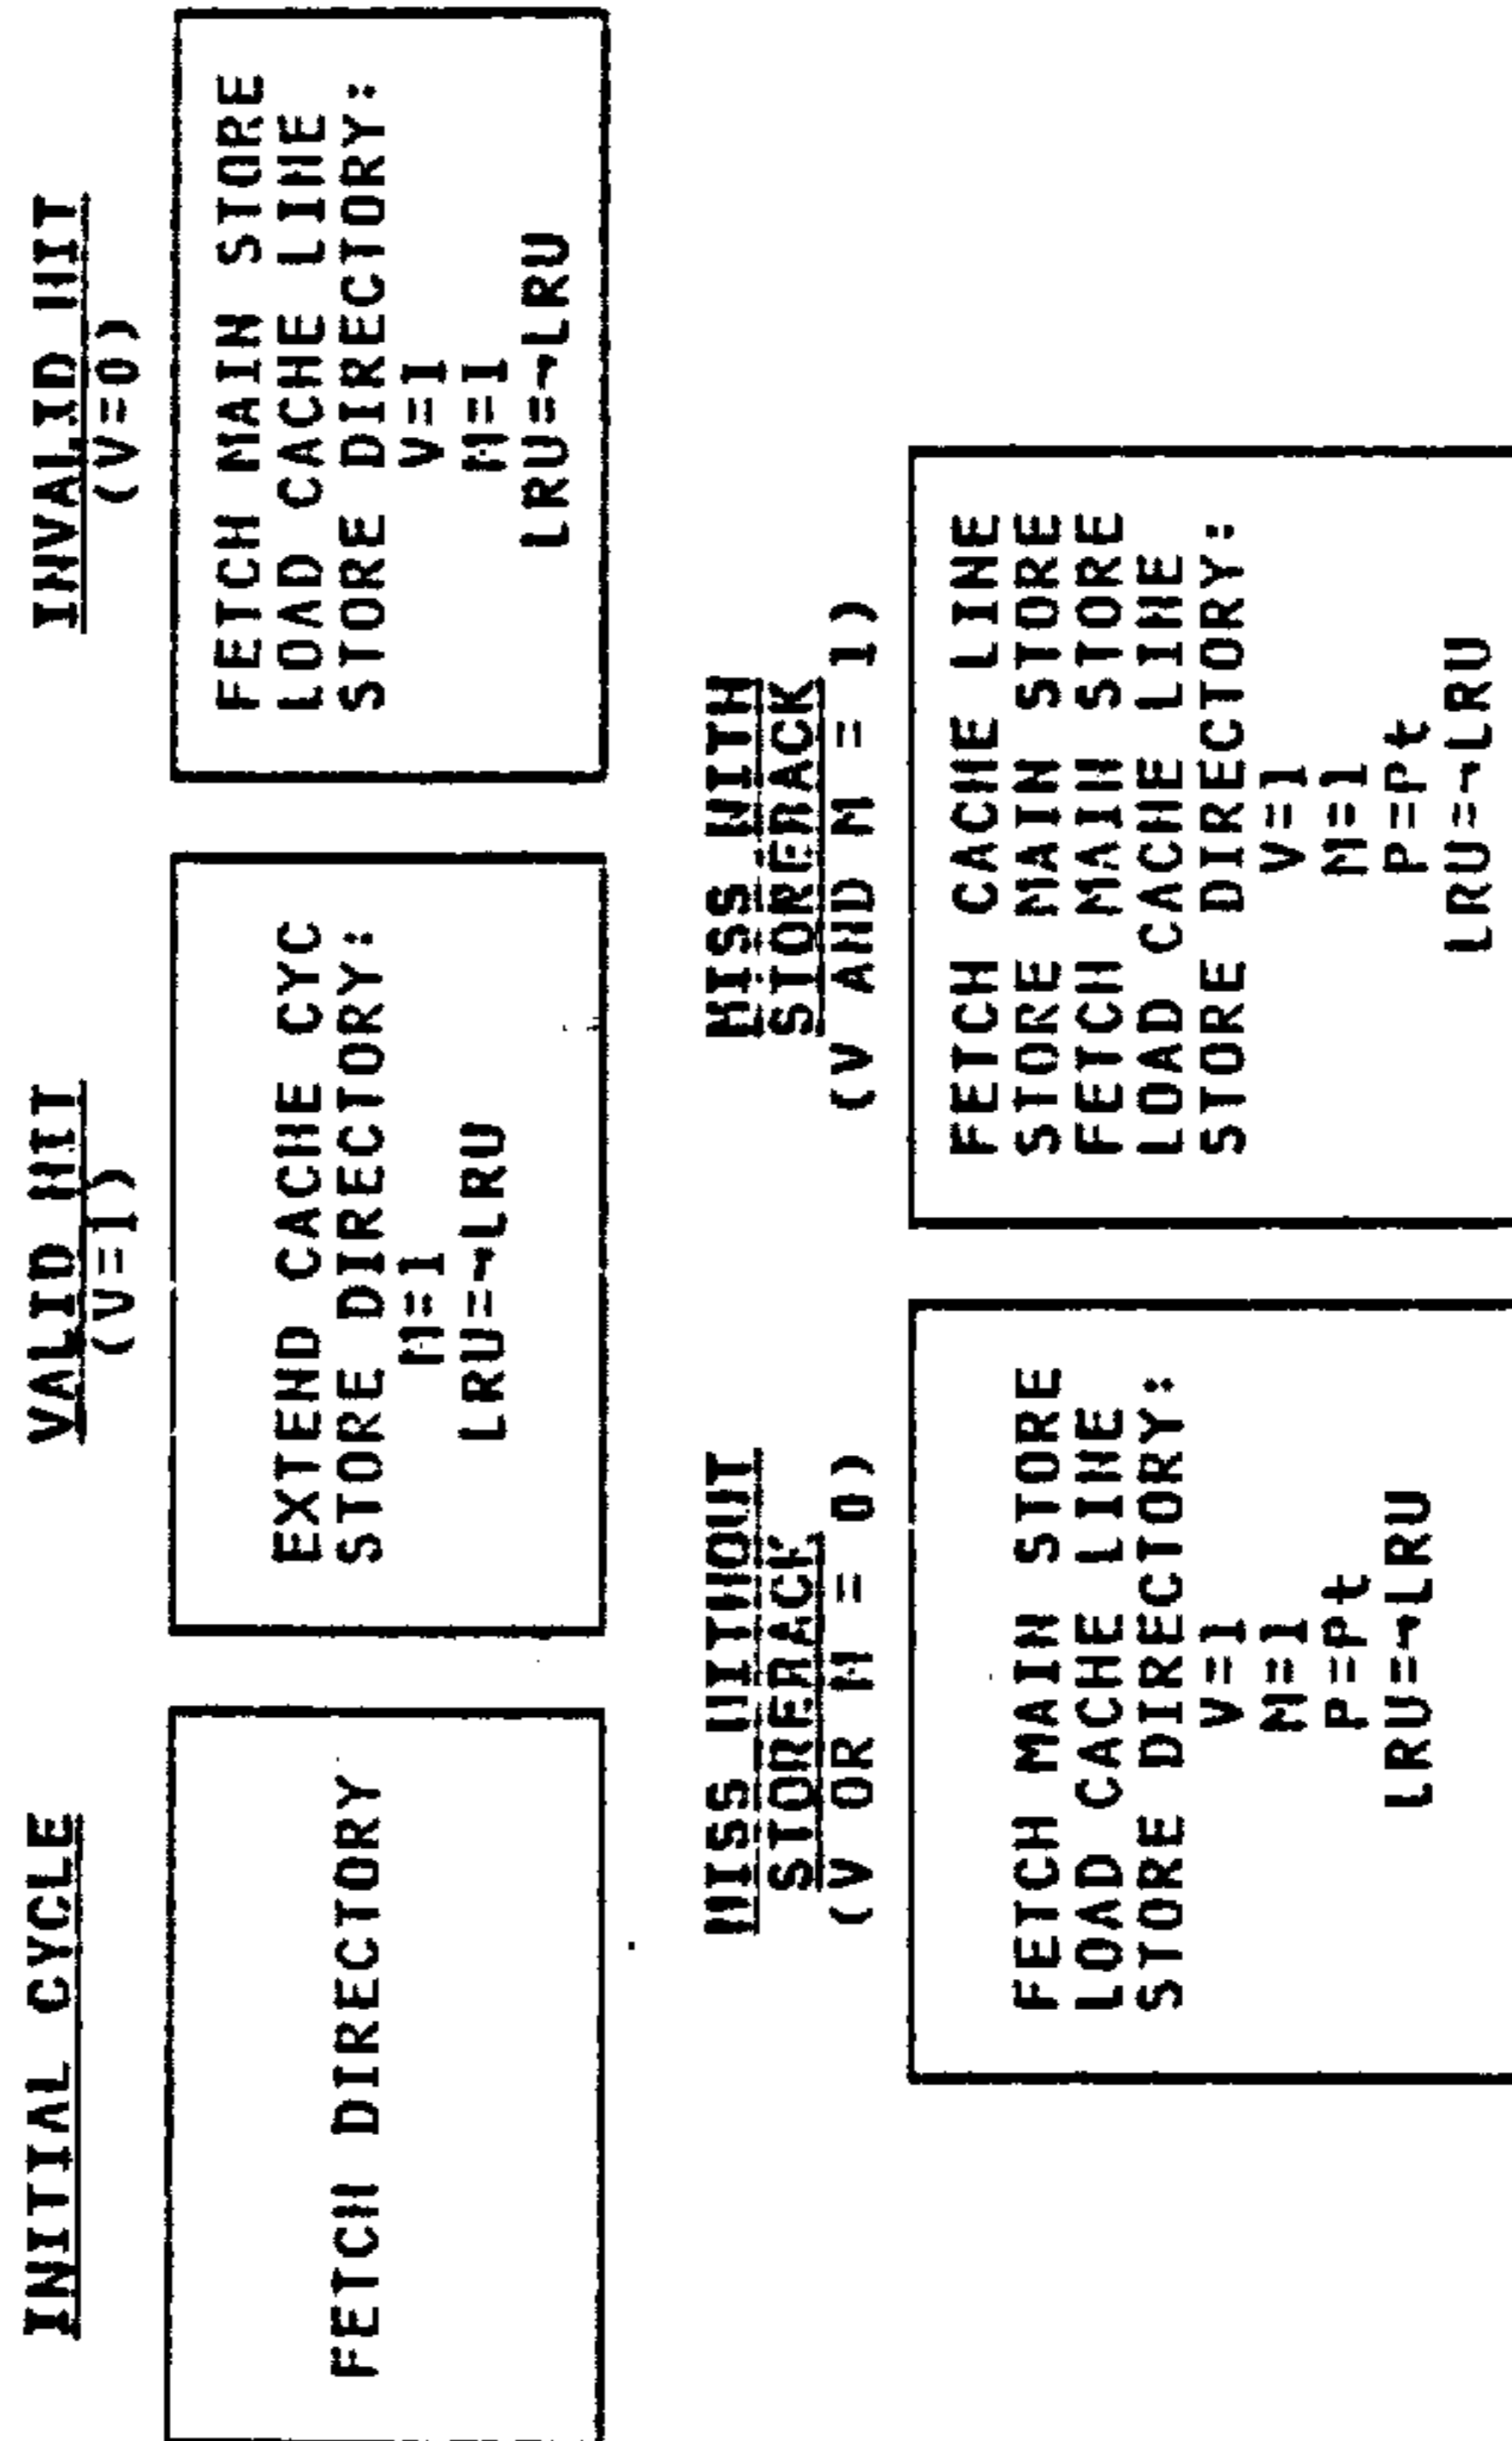 INITIAL CYCLE
FETCH DIRECTORY
VALID HIT
(V=1)
EXTEND CACHE CYC
STORE DIRECTORY:
M=1
LRU=¬LRU
INVALID HIT
(V=0)
FETCH MAIN STORE
LOAD CACHE LINE
STORE DIRECTORY:
V=1
M=1
LRU=¬LRU
MISS WITHOUT
STOREBACK
(V OR M = 0)
FETCH MAIN STORE
LOAD CACHE LINE
STORE DIRECTORY:
V=1
M=1
P=Pt
LRU=¬LRU
MISS WITH
STOREBACK
(V AND M = 1)
FETCH CACHE LINE
STORE MAIN STORE
FETCH MAIN STORE
LOAD CACHE LINE
STORE DIRECTORY:
V=1
M=1
P=Pt
LRU=¬LRU